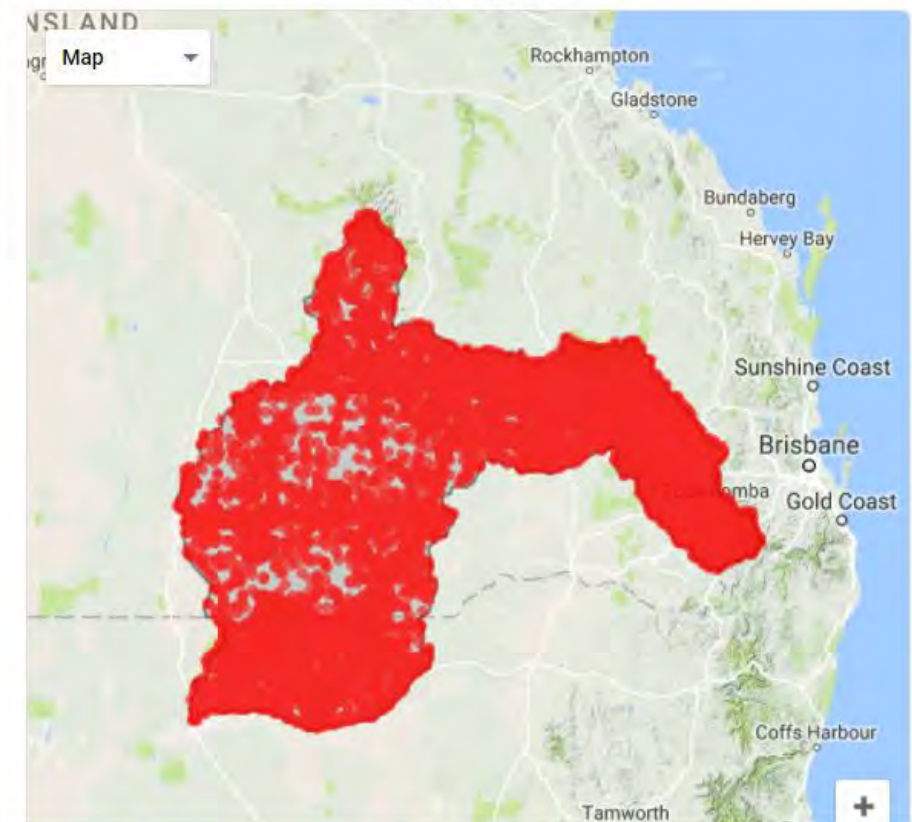 NSLAND
Map
Rockhampton
Gladstone
Bundaberg
Hervey Bay
Sunshine Coast
Brisbane
Gold Coast
Coffs Harbour
Tamworth
+